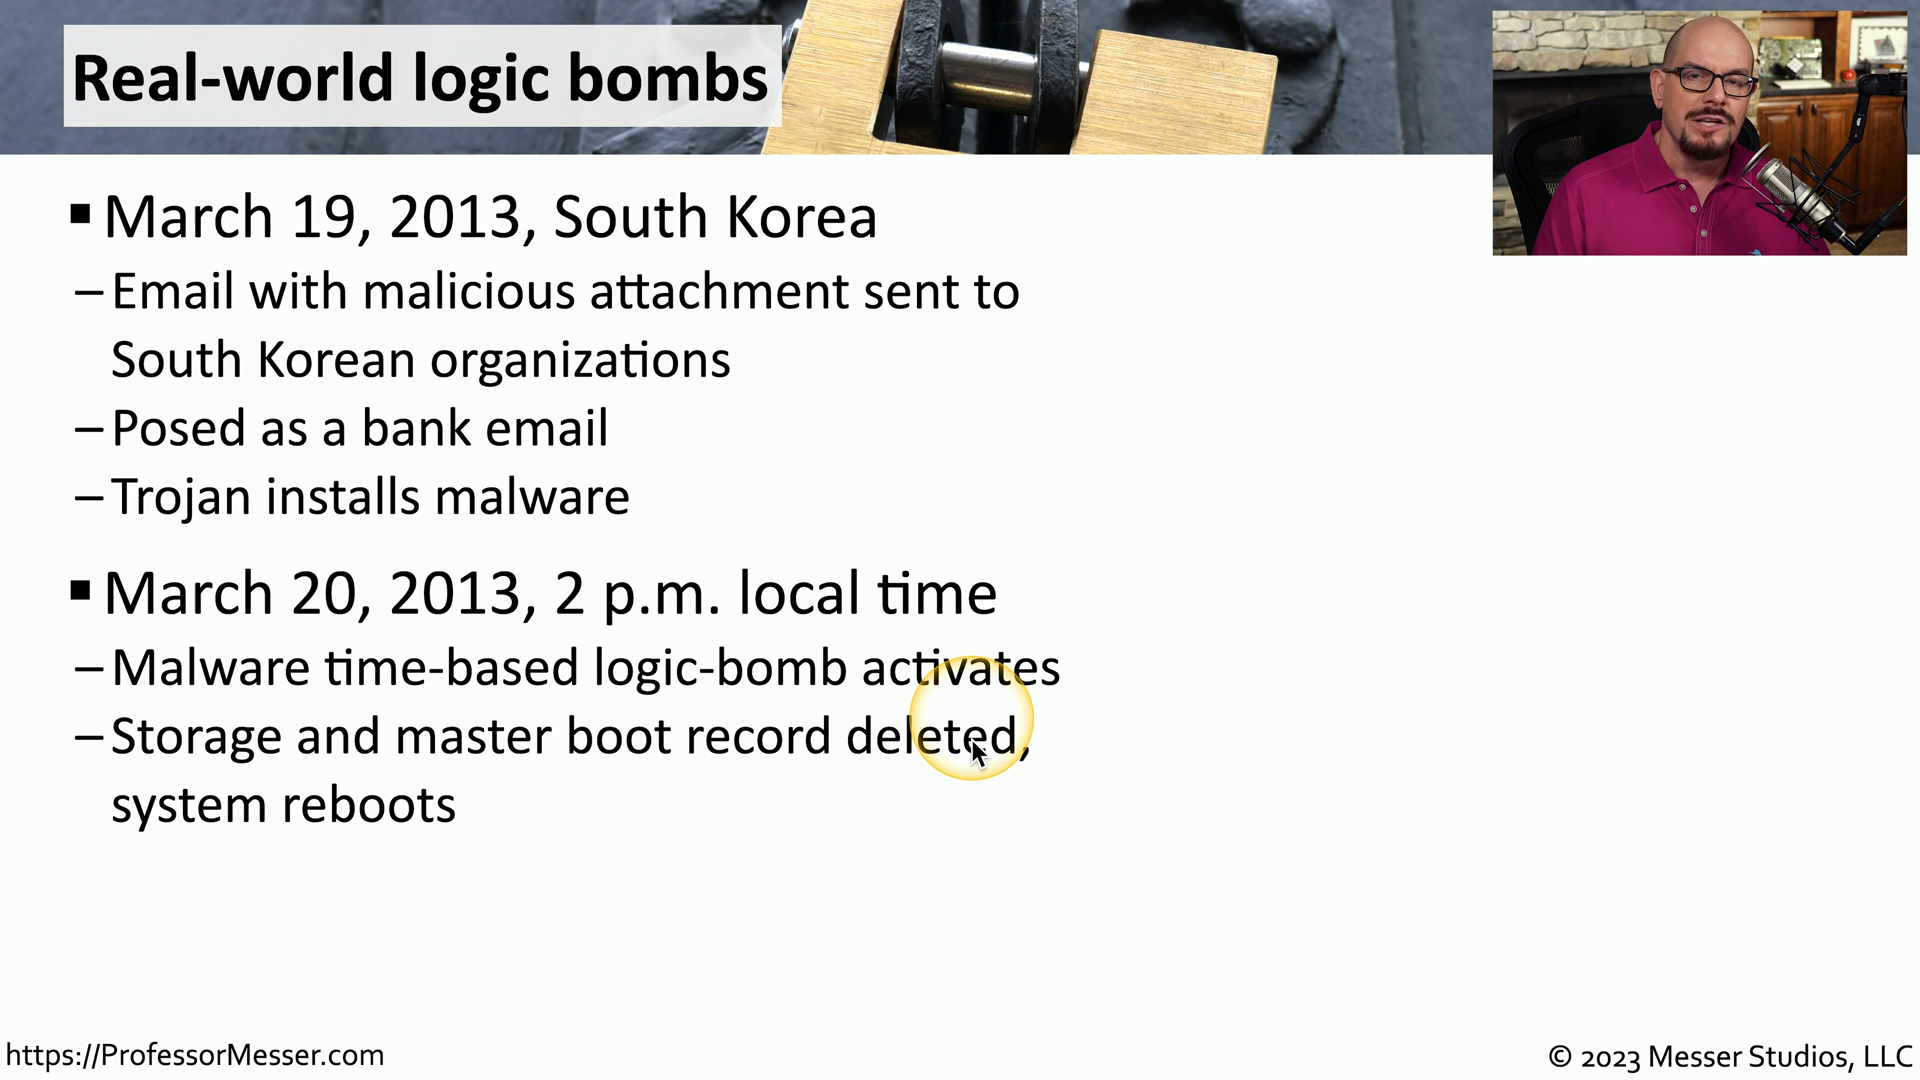 Real-world logic bombs
▪ March 19, 2013, South Korea
– Email with malicious attachment sent to
South Korean organizations
– Posed as a bank email
– Trojan installs malware
▪ March 20, 2013, 2 p.m. local time
– Malware time-based logic-bomb activates
– Storage and master boot record deleted,
system reboots
https://ProfessorMesser.com
© 2023 Messer Studios, LLC